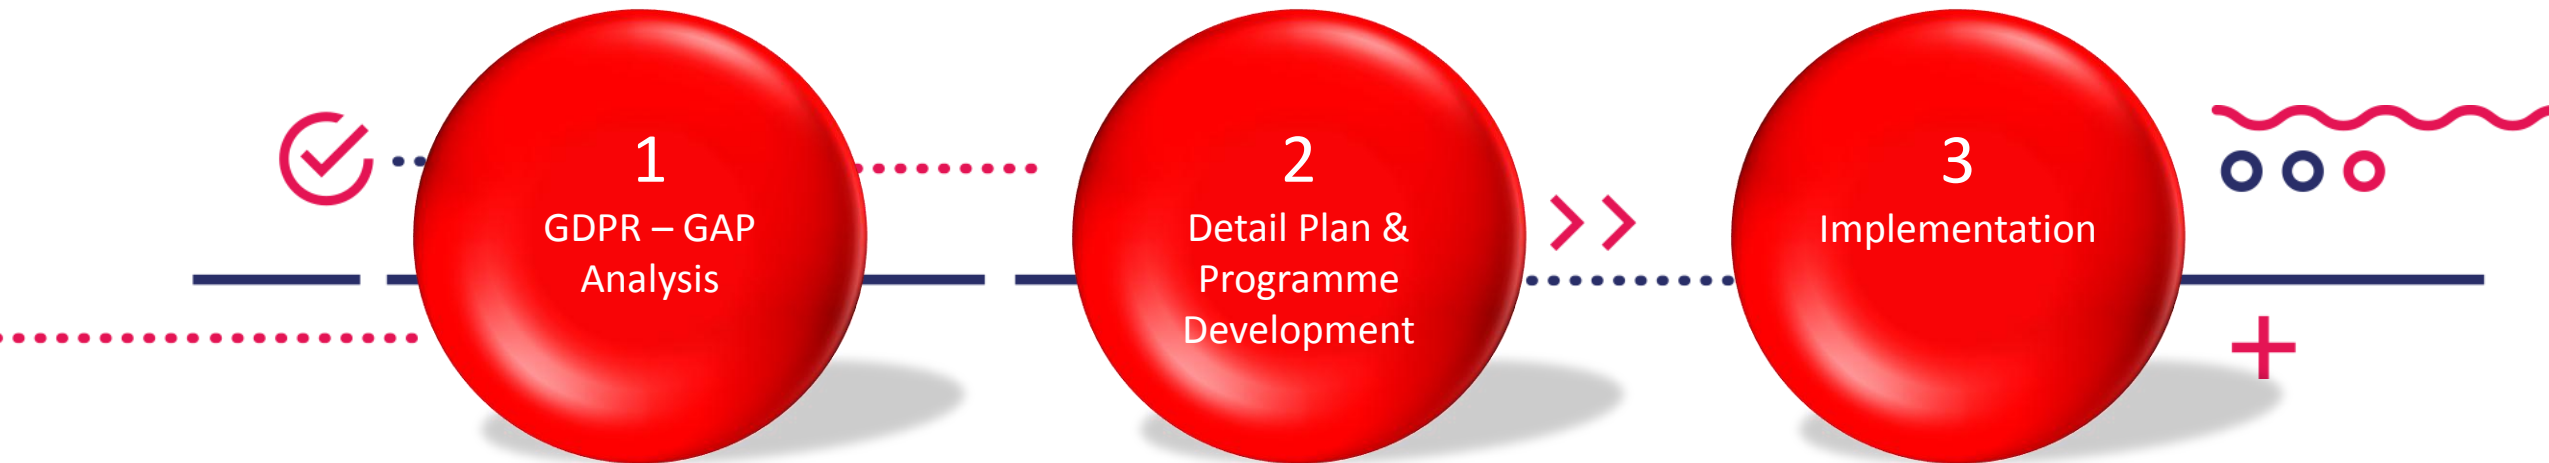 1
GDPR – GAP
Analysis
2
Detail Plan &
Programme
Development
3
Implementation